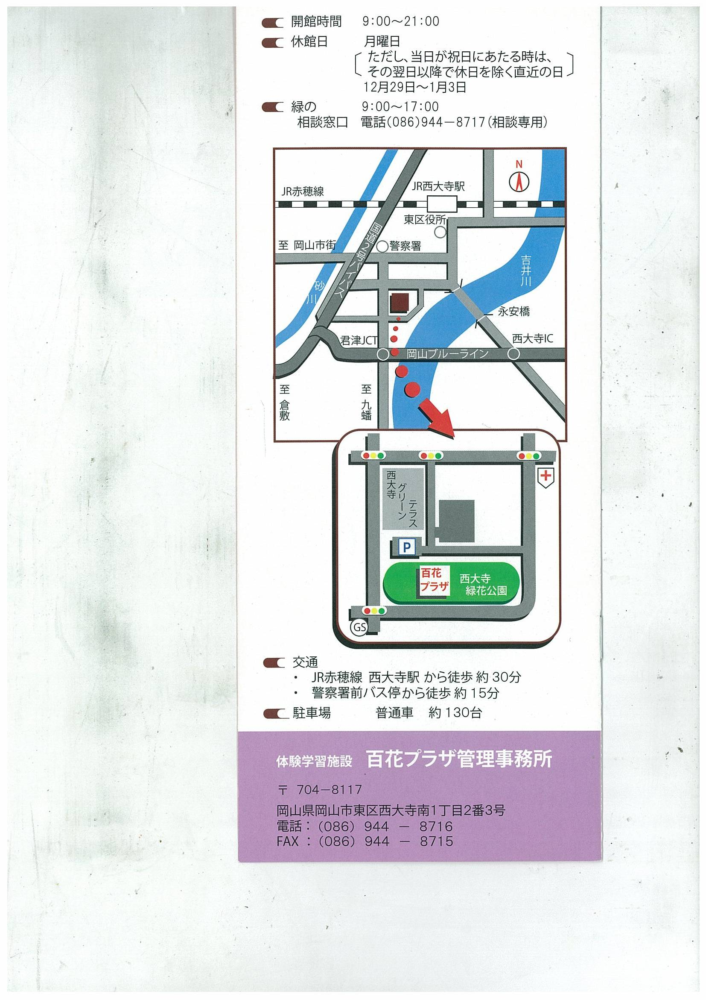 開館時間 9:00～21:00
休館日 月曜日
ただし、当日が祝日にあたる時は、
その翌日以降で休日を除く直近の日
12月29日～1月3日
緑の 9:00～17:00
相談窓口 電話(086)944－8717(相談専用)
N
JR赤穂線
JR西大寺駅
東区役所
至 岡山市街
警察署
国道2号バイパス
吉井川
砂川
永安橋
君津JCT
西大寺IC
岡山ブルーライン
至 倉敷
至 九蟠
西大寺
グリーン
テラス
P
百花
プラザ
西大寺
緑花公園
GS
交通
・ JR赤穂線 西大寺駅 から徒歩 約 30分
・ 警察署前バス停から徒歩 約 15分
駐車場 普通車 約 130台
体験学習施設 百花プラザ管理事務所
〒 704－8117
岡山県岡山市東区西大寺南1丁目2番3号
電話：(086) 944 － 8716
FAX ：(086) 944 － 8715